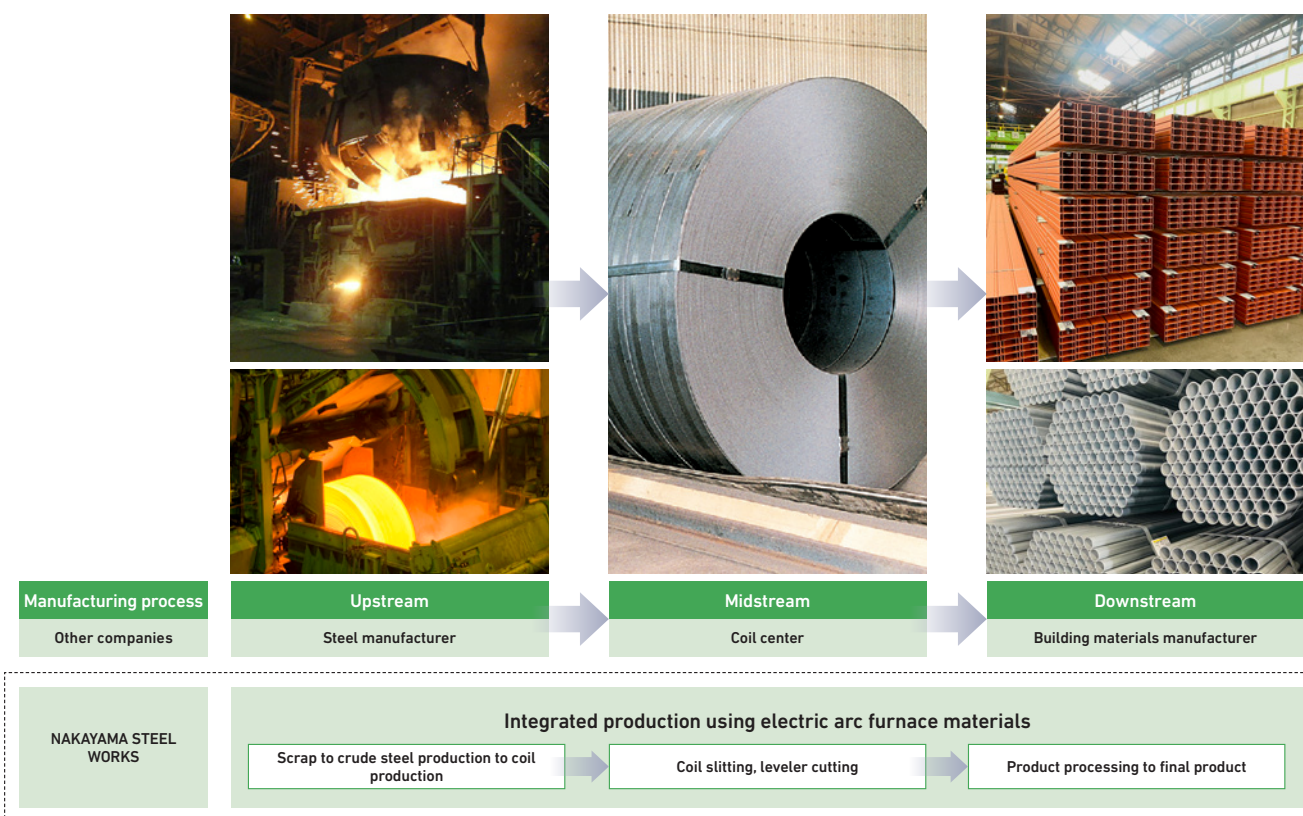 Manufacturing process
Upstream
Midstream
Downstream
Other companies
Steel manufacturer
Coil center
Building materials manufacturer
NAKAYAMA STEEL
WORKS
Integrated production using electric arc furnace materials
Scrap to crude steel production to coil
production
Coil slitting, leveler cutting
Product processing to final product